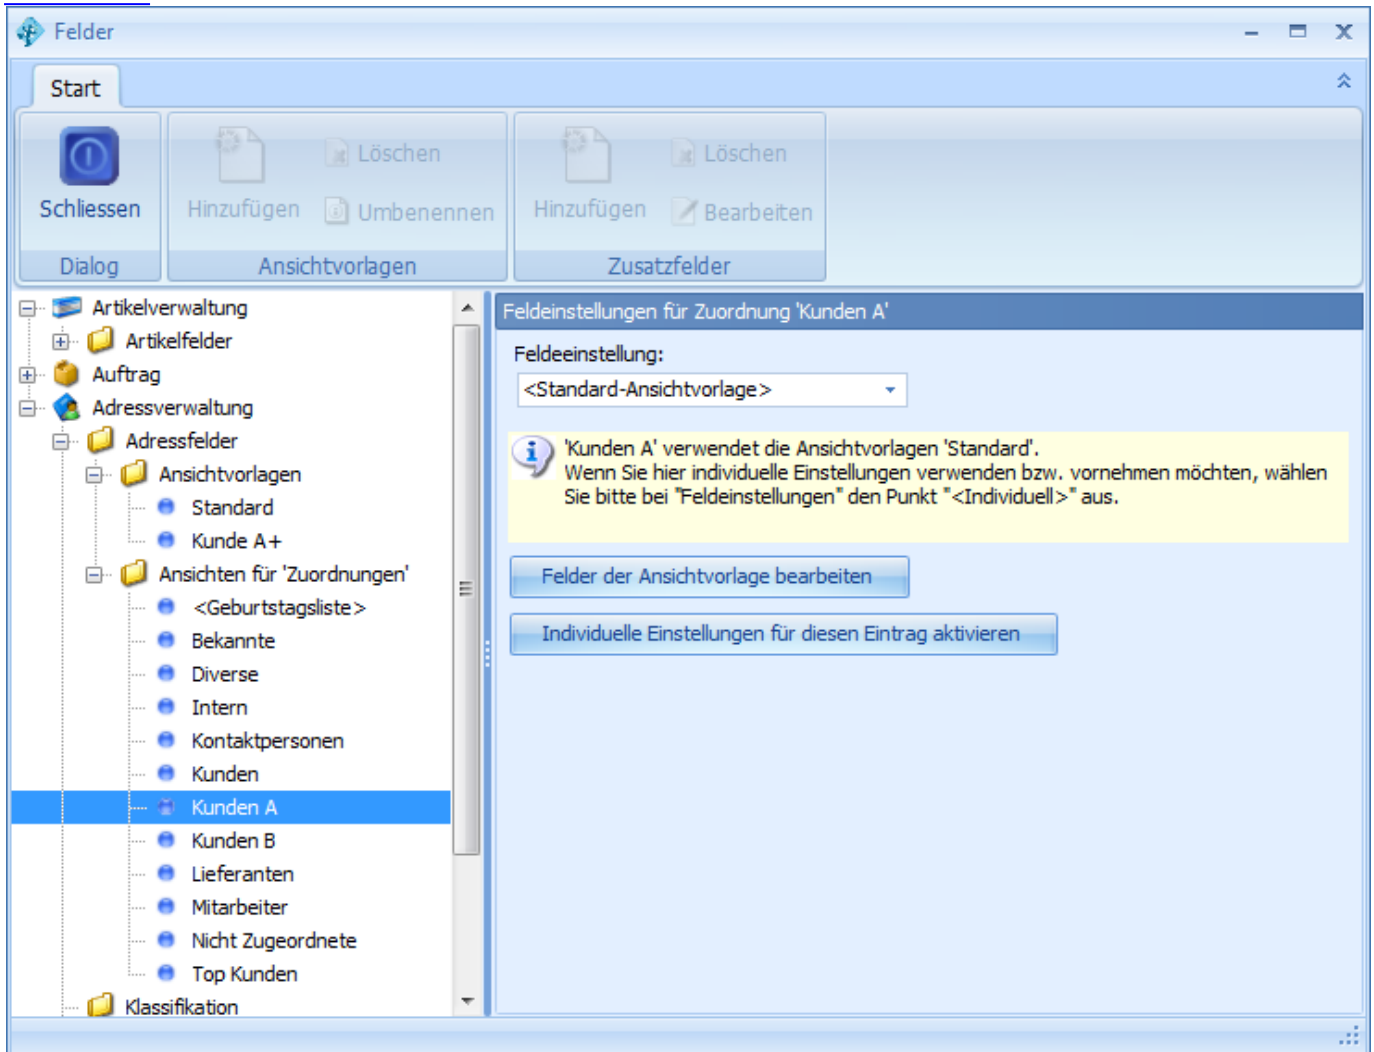 Felder
Start
Schliessen
Hinzufügen
Löschen
Umbenennen
Hinzufügen
Löschen
Bearbeiten
Dialog
Ansichtvorlagen
Zusatzfelder
Artikelverwaltung
Artikelfelder
Auftrag
Adressverwaltung
Adressfelder
Ansichtvorlagen
Standard
Kunde A+
Ansichten für 'Zuordnungen'
<Geburtstagsliste>
Bekannte
Diverse
Intern
Kontaktpersonen
Kunden
Kunden A
Kunden B
Lieferanten
Mitarbeiter
Nicht Zugeordnete
Top Kunden
Klassifikation
Feldeinstellungen für Zuordnung 'Kunden A'
Feldeeinstellung:
<Standard-Ansichtvorlage>
'Kunden A' verwendet die Ansichtvorlagen 'Standard'.
Wenn Sie hier individuelle Einstellungen verwenden bzw. vornehmen möchten, wählen
Sie bitte bei "Feldeinstellungen" den Punkt "<Individuell>" aus.
Felder der Ansichtvorlage bearbeiten
Individuelle Einstellungen für diesen Eintrag aktivieren